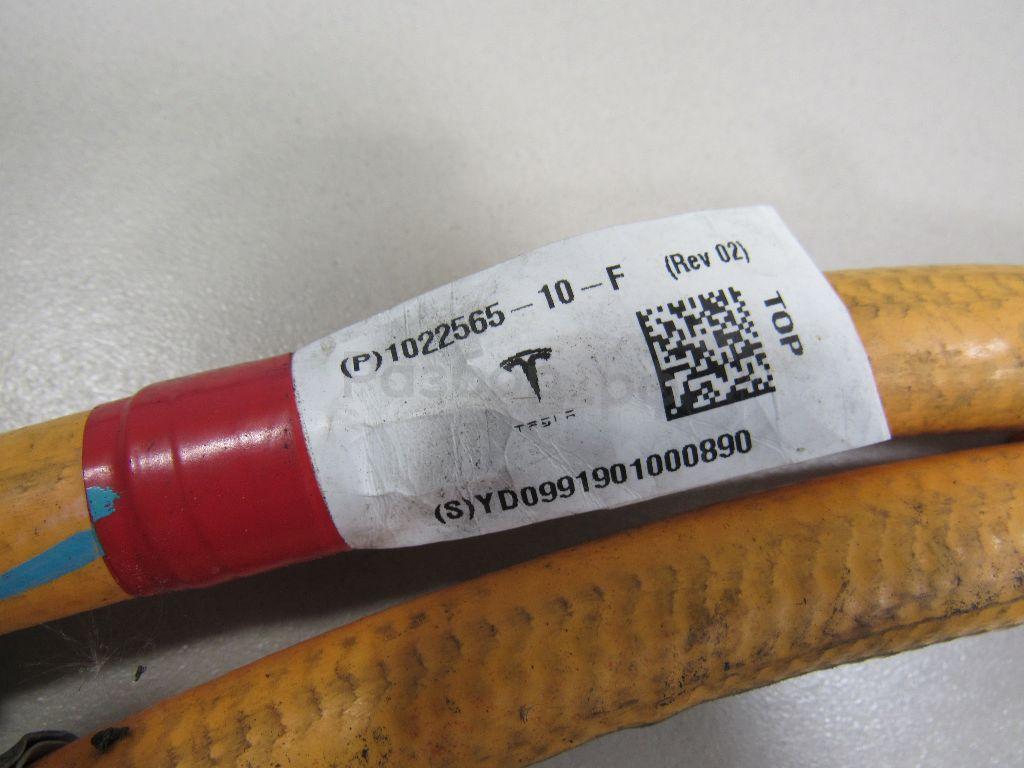 (P)1022565-10-F (Rev 02)
TOP
TESLA
(S)YD0991901000890